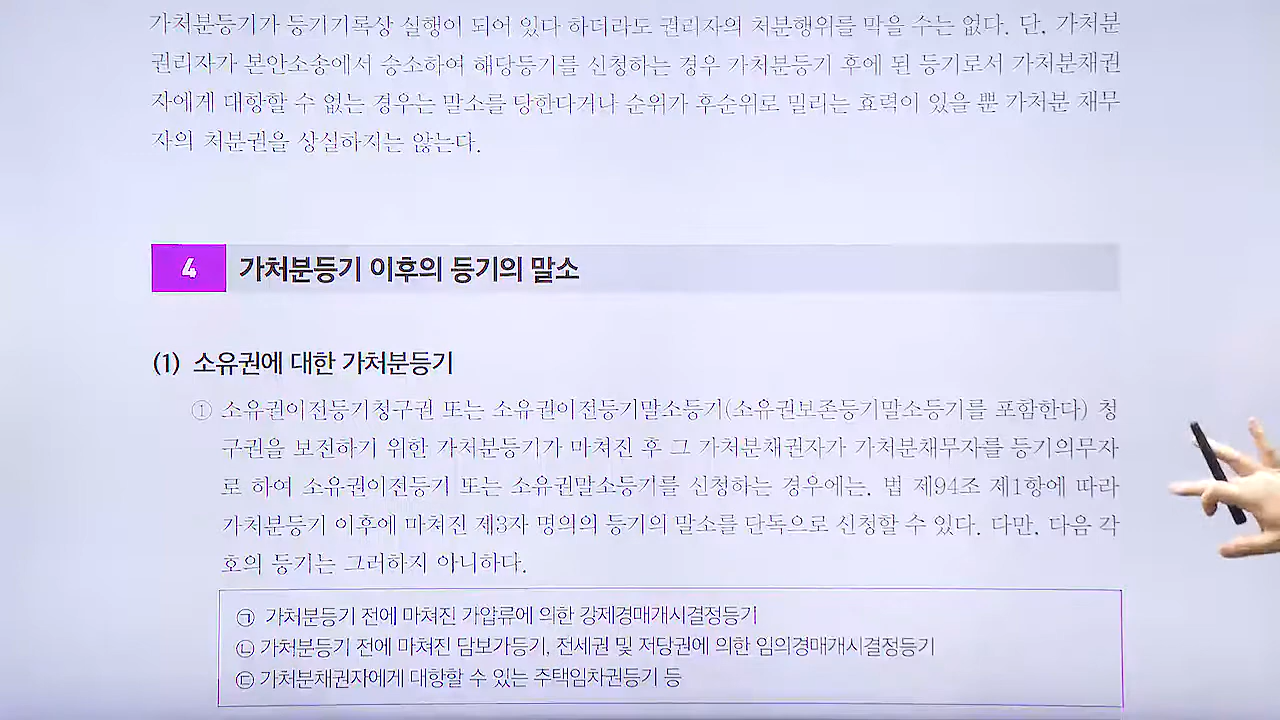 가처분등기가 등기기록상 실행이 되어 있다 하더라도 권리자의 처분행위를 막을 수는 없다. 단, 가처분
권리자가 본안소송에서 승소하여 해당등기를 신청하는 경우 가처분등기 후에 된 등기로서 가처분채권
자에게 대항할 수 없는 경우는 말소를 당한다거나 순위가 후순위로 밀리는 효력이 있을 뿐 가처분 채무
자의 처분권을 상실하지는 않는다.
4 가처분등기 이후의 등기의 말소
(1) 소유권에 대한 가처분등기
① 소유권이전등기청구권 또는 소유권이전등기말소등기(소유권보존등기말소등기를 포함한다) 청
구권을 보전하기 위한 가처분등기가 마쳐진 후 그 가처분채권자가 가처분채무자를 등기의무자
로 하여 소유권이전등기 또는 소유권말소등기를 신청하는 경우에는, 법 제94조 제1항에 따라
가처분등기 이후에 마쳐진 제3자 명의의 등기의 말소를 단독으로 신청할 수 있다. 다만, 다음 각
호의 등기는 그러하지 아니하다.
㉠ 가처분등기 전에 마쳐진 가압류에 의한 강제경매개시결정등기
㉡ 가처분등기 전에 마쳐진 담보가등기, 전세권 및 저당권에 의한 임의경매개시결정등기
㉢ 가처분채권자에게 대항할 수 있는 주택임차권등기 등